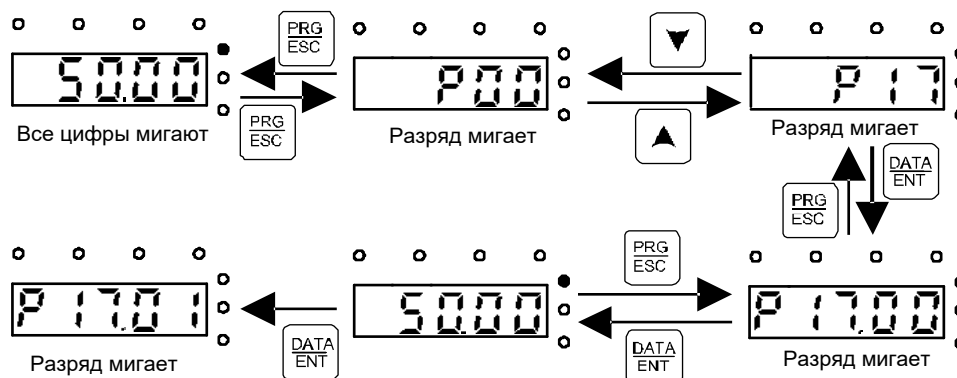 PRG
ESC
50.00
P00
P17
Все цифры мигают
PRG
ESC
Разряд мигает
Разряд мигает
PRG
ESC
DATA
ENT
PRG
ESC
P17.01
50.00
P17.00
Разряд мигает
DATA
ENT
DATA
ENT
Разряд мигает